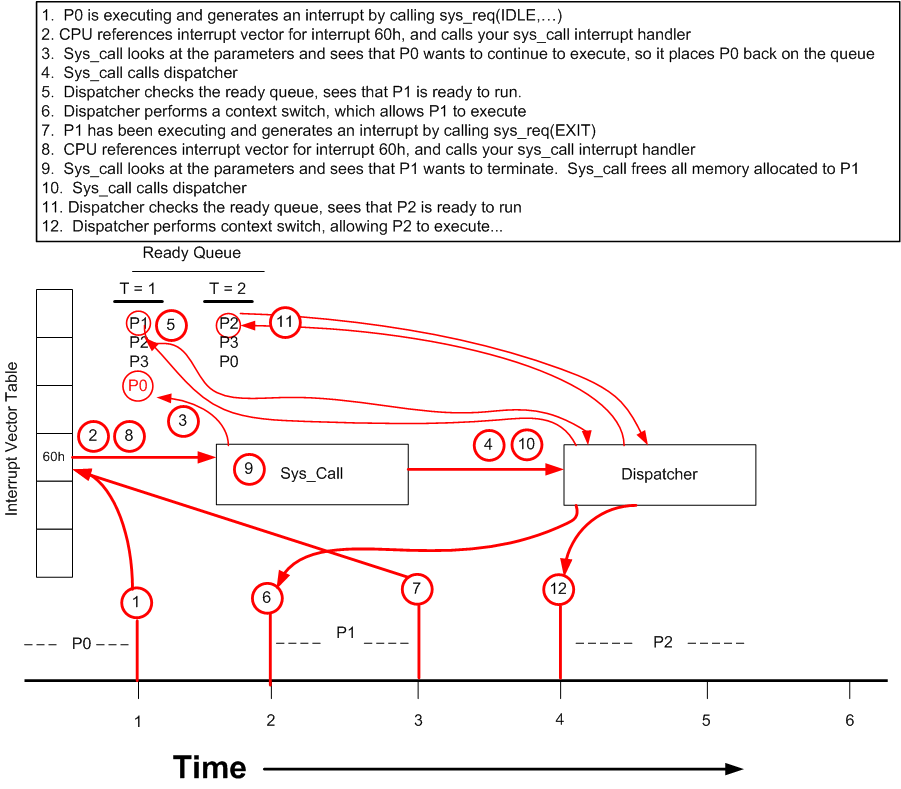 1. P0 is executing and generates an interrupt by calling sys_req(IDLE,…)
2. CPU references interrupt vector for interrupt 60h, and calls your sys_call interrupt handler
3. Sys_call looks at the parameters and sees that P0 wants to continue to execute, so it places P0 back on the queue
4. Sys_call calls dispatcher
5. Dispatcher checks the ready queue, sees that P1 is ready to run.
6. Dispatcher performs a context switch, which allows P1 to execute
7. P1 has been executing and generates an interrupt by calling sys_req(EXIT)
8. CPU references interrupt vector for interrupt 60h, and calls your sys_call interrupt handler
9. Sys_call looks at the parameters and sees that P1 wants to terminate. Sys_call frees all memory allocated to P1
10. Sys_call calls dispatcher
11. Dispatcher checks the ready queue, sees that P2 is ready to run
12. Dispatcher performs context switch, allowing P2 to execute...
Ready Queue
T = 1
T = 2
P1
5
P2
11
P2
P3
P3
P0
P0
3
Interrupt Vector Table
60h
2
8
9
Sys_Call
4
10
Dispatcher
1
6
7
12
P0
P1
P2
1
2
3
4
5
6
Time